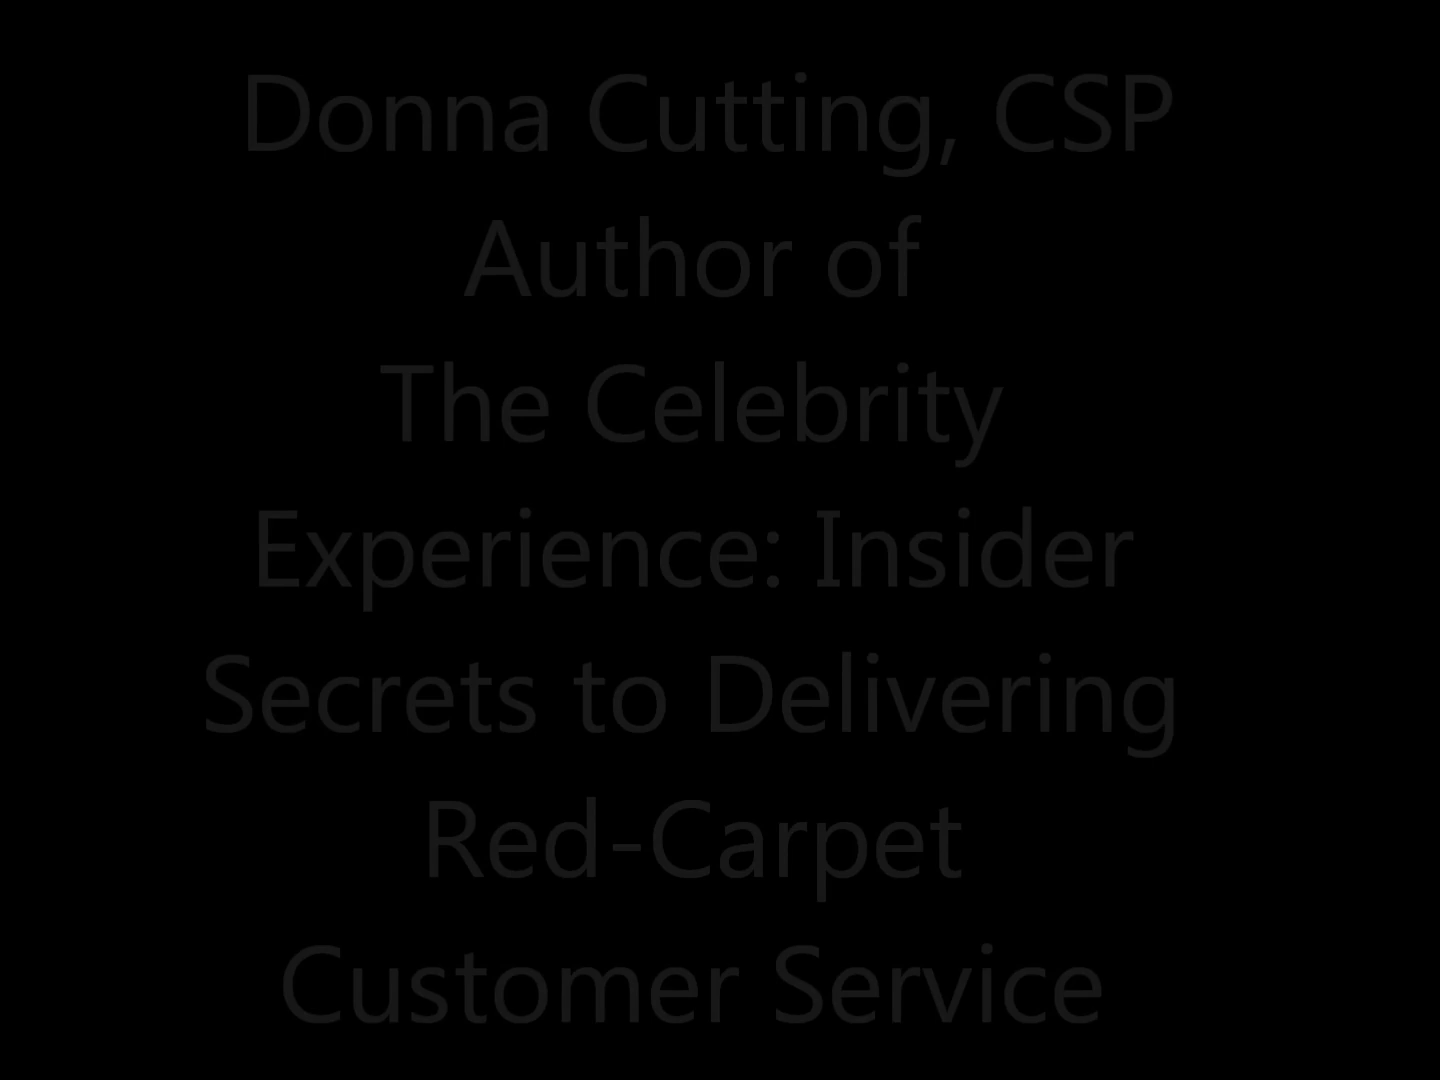 Donna Cutting, CSP
Author of
The Celebrity
Experience: Insider
Secrets to Delivering
Red-Carpet
Customer Service